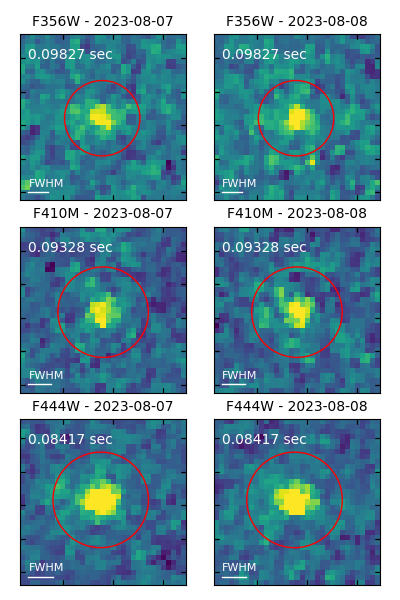 F356W - 2023-08-07
F356W - 2023-08-08
0.09827 sec
0.09827 sec
FWHM
FWHM
F410M - 2023-08-07
F410M - 2023-08-08
0.09328 sec
0.09328 sec
FWHM
FWHM
F444W - 2023-08-07
F444W - 2023-08-08
0.08417 sec
0.08417 sec
FWHM
FWHM